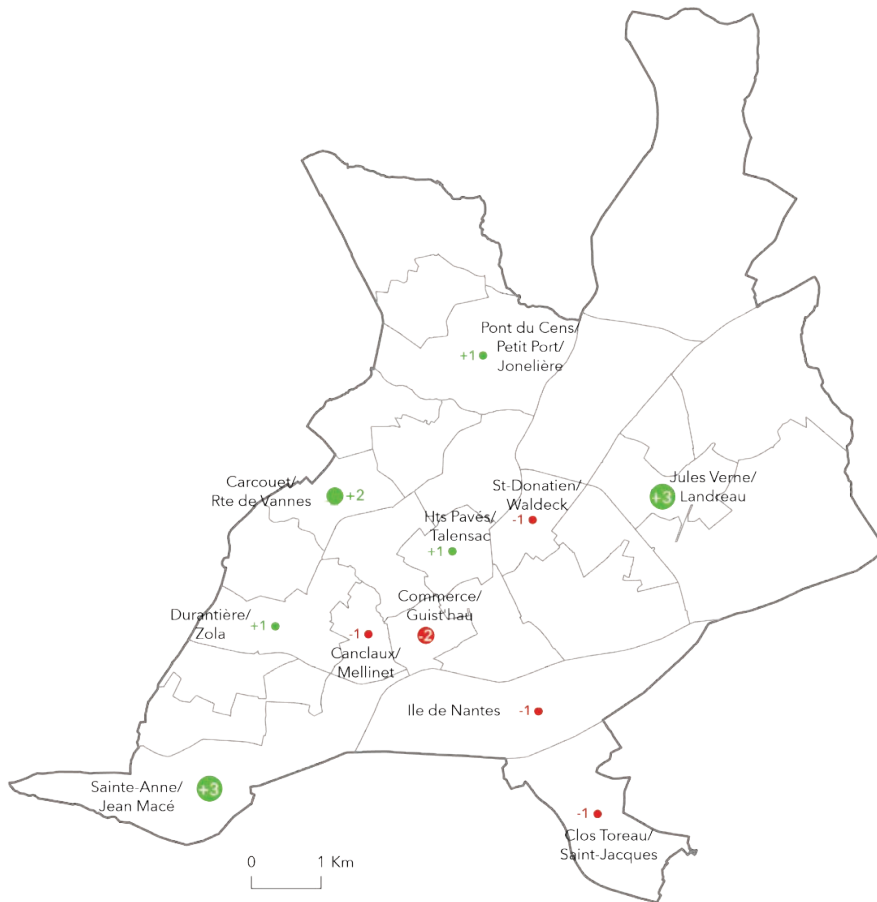 Pont du Cens/
Petit Port/
Jonelière
+1
Carcouet/
Rte de Vannes
+2
St-Donatien/
Waldeck
-1
Jules Verne/
Landreau
+3
Hts Pavés/
Talensac
+1
Commerce/
Guist'hau
-2
Durantière/
Zola
+1
-1
Canclaux/
Mellinet
Ile de Nantes
-1
Sainte-Anne/
Jean Macé
+3
-1
Clos Toreau/
Saint-Jacques
0 1 Km